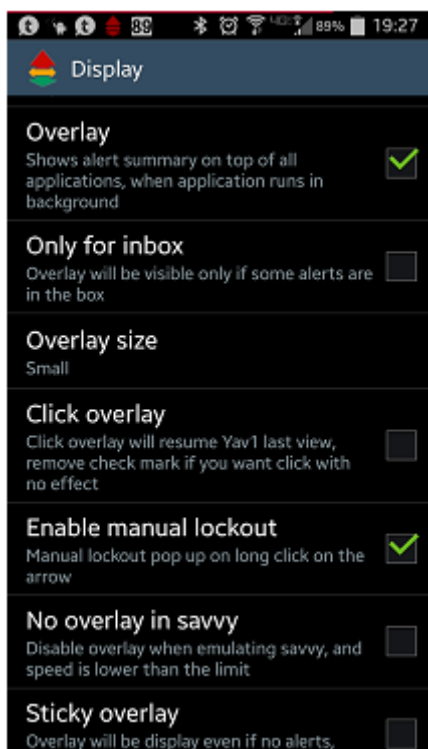 89 89% 19:27
Display
Overlay
Shows alert summary on top of all
applications, when application runs in
background
Only for inbox
Overlay will be visible only if some alerts are
in the box
Overlay size
Small
Click overlay
Click overlay will resume Yav1 last view,
remove check mark if you want click with
no effect
Enable manual lockout
Manual lockout pop up on long click on the
arrow
No overlay in savvy
Disable overlay when emulating savvy, and
speed is lower than the limit
Sticky overlay
Overlay will be display even if no alerts,